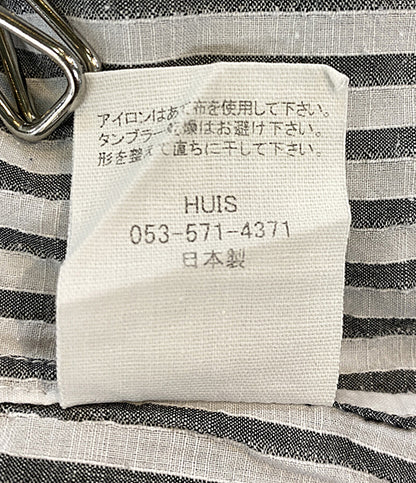 アイロンはあて布を使用して下さい。
タンブラー乾燥はお避け下さい。
形を整えて直ちに干して下さい。
HUIS
053-571-4371
日本製